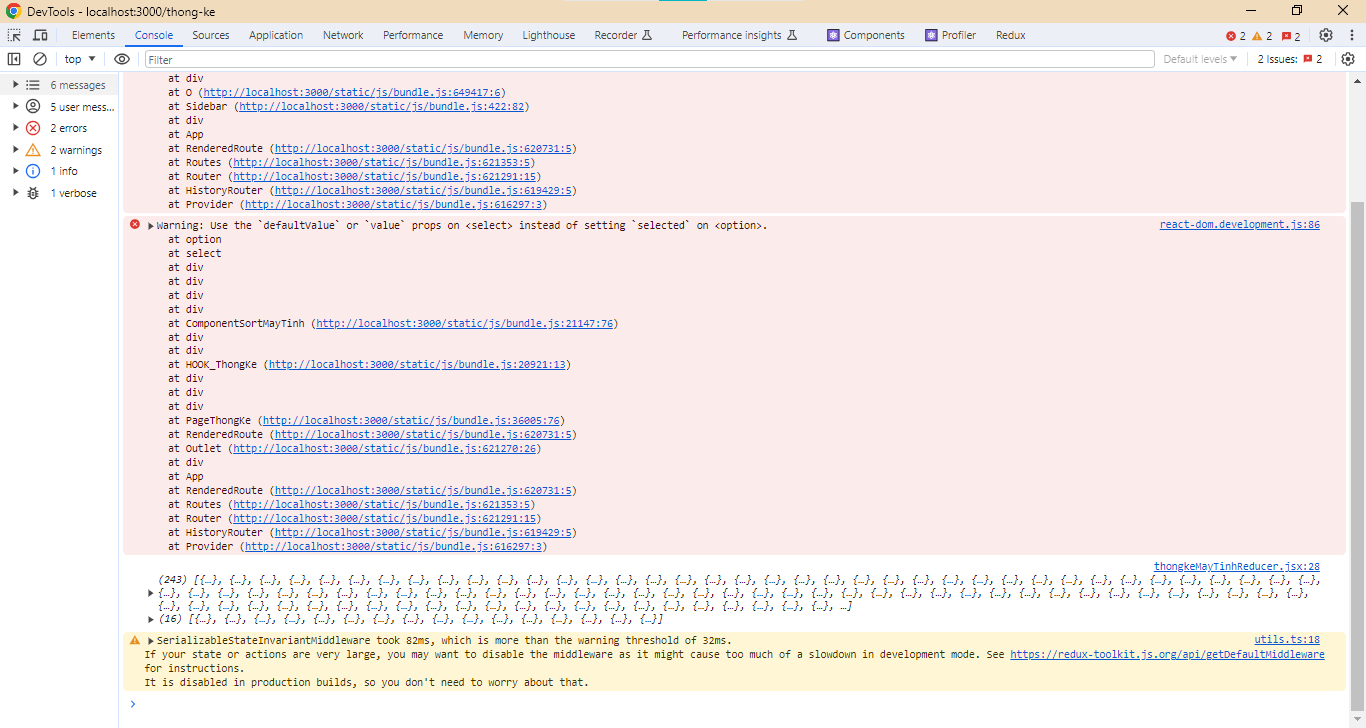 DevTools - localhost:3000/thong-ke
Elements Console Sources Application Network Performance Memory Lighthouse Recorder Performance insights Components Profiler Redux 2 2 2
top Filter Default levels 2 Issues: 2
6 messages
5 user mess...
2 errors
2 warnings
1 info
1 verbose
at div
at O (http://localhost:3000/static/js/bundle.js:649417:6)
at Sidebar (http://localhost:3000/static/js/bundle.js:422:82)
at div
at App
at RenderedRoute (http://localhost:3000/static/js/bundle.js:620731:5)
at Routes (http://localhost:3000/static/js/bundle.js:621353:5)
at Router (http://localhost:3000/static/js/bundle.js:621291:15)
at HistoryRouter (http://localhost:3000/static/js/bundle.js:619429:5)
at Provider (http://localhost:3000/static/js/bundle.js:616297:3)
Warning: Use the `defaultValue` or `value` props on <select> instead of setting `selected` on <option>. react-dom.development.js:86
at option
at select
at div
at div
at div
at div
at ComponentSortMayTinh (http://localhost:3000/static/js/bundle.js:21147:76)
at div
at div
at HOOK_ThongKe (http://localhost:3000/static/js/bundle.js:20921:13)
at div
at div
at div
at PageThongKe (http://localhost:3000/static/js/bundle.js:36005:76)
at RenderedRoute (http://localhost:3000/static/js/bundle.js:620731:5)
at Outlet (http://localhost:3000/static/js/bundle.js:621270:26)
at div
at App
at RenderedRoute (http://localhost:3000/static/js/bundle.js:620731:5)
at Routes (http://localhost:3000/static/js/bundle.js:621353:5)
at Router (http://localhost:3000/static/js/bundle.js:621291:15)
at HistoryRouter (http://localhost:3000/static/js/bundle.js:619429:5)
at Provider (http://localhost:3000/static/js/bundle.js:616297:3)
thongkeMayTinhReducer.jsx:28
(243) [{…}, {…}, {…}, {…}, {…}, {…}, {…}, {…}, {…}, {…}, {…}, {…}, {…}, {…}, {…}, {…}, {…}, {…}, {…}, {…}, {…}, {…}, {…}, {…}, {…}, {…}, {…}, {…}, {…}, {…}, {…}, {…}, {…}, {…}, {…}, {…}, {…}, {…},
{…}, {…}, {…}, {…}, {…}, {…}, {…}, {…}, {…}, {…}, {…}, {…}, {…}, {…}, {…}, {…}, {…}, {…}, {…}, {…}, {…}, {…}, {…}, {…}, {…}, {…}, {…}, {…}, {…}, {…}, {…}, {…}, {…}, {…}, {…}, {…}, {…}, {…}, {…},
{…}, {…}, {…}, {…}, {…}, {…}, {…}, {…}, {…}, {…}, {…}, {…}, {…}, {…}, {…}, {…}, {…}, {…}, {…}, {…}, {…}, {…}, {…}, …]
(16) [{…}, {…}, {…}, {…}, {…}, {…}, {…}, {…}, {…}, {…}, {…}, {…}, {…}, {…}, {…}, {…}]
SerializableStateInvariantMiddleware took 82ms, which is more than the warning threshold of 32ms. utils.ts:18
If your state or actions are very large, you may want to disable the middleware as it might cause too much of a slowdown in development mode. See https://redux-toolkit.js.org/api/getDefaultMiddleware
for instructions.
It is disabled in production builds, so you don't need to worry about that.